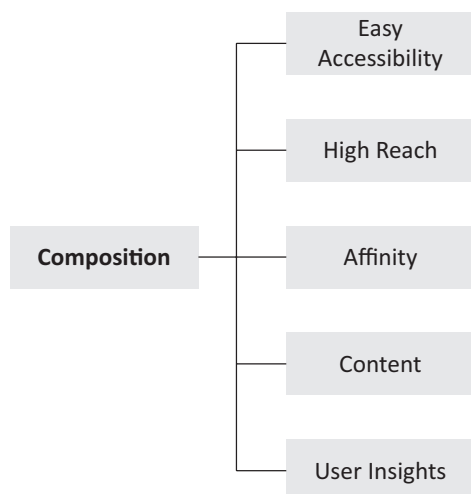 Easy
Accessibility
High Reach
Composition
Affinity
Content
User Insights